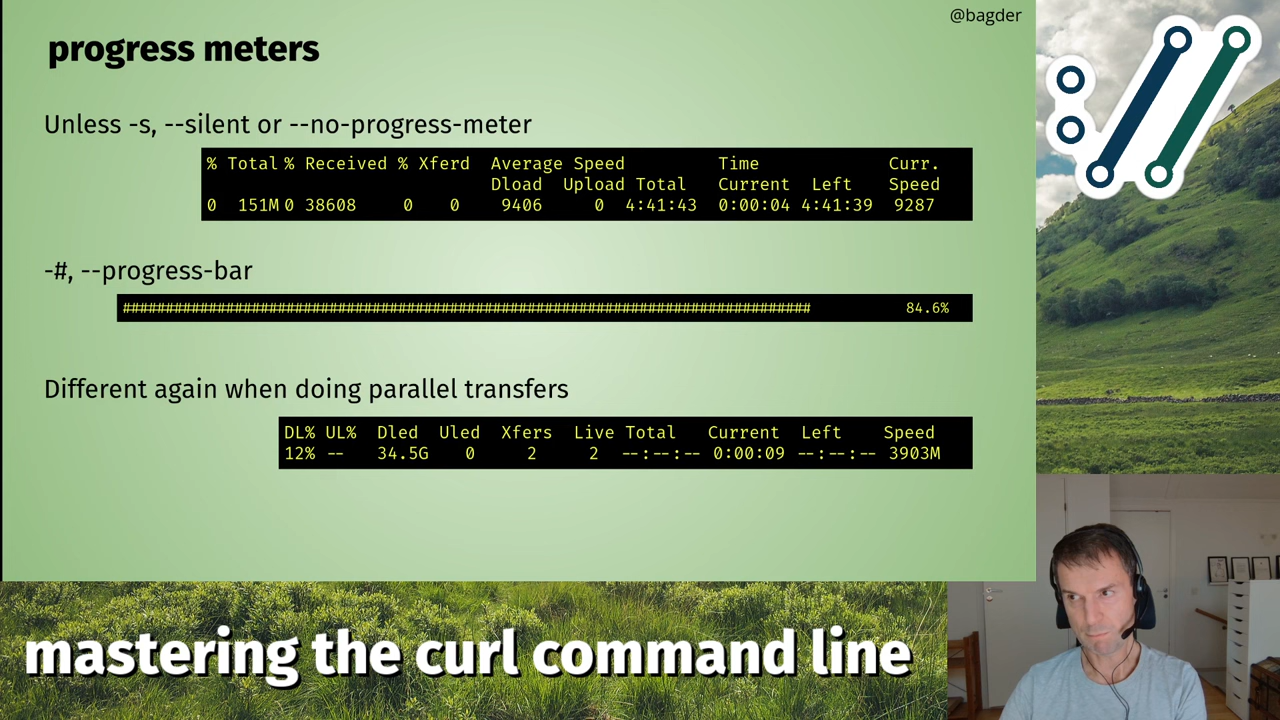 @bagder
progress meters
Unless -s, --silent or --no-progress-meter
% Total % Received % Xferd Average Speed Time Curr.
Dload Upload Total Current Left Speed
0 151M 0 38608 0 0 9406 0 4:41:43 0:00:04 4:41:39 9287
-#, --progress-bar
################################################################################ 84.6%
Different again when doing parallel transfers
DL% UL% Dled Uled Xfers Live Total Current Left Speed
12% -- 34.5G 0 2 2 --:--:-- 0:00:09 --:--:-- 3903M
mastering the curl command line